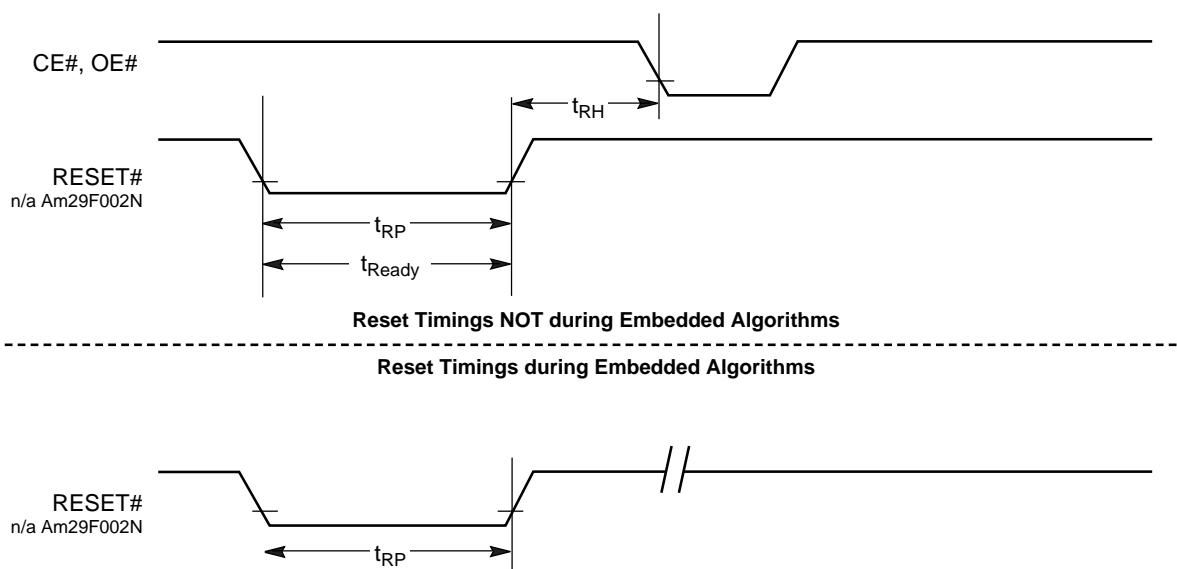 CE#, OE#
tRH
RESET#
n/a Am29F002N
tRP
tReady
Reset Timings NOT during Embedded Algorithms
Reset Timings during Embedded Algorithms
RESET#
n/a Am29F002N
tRP